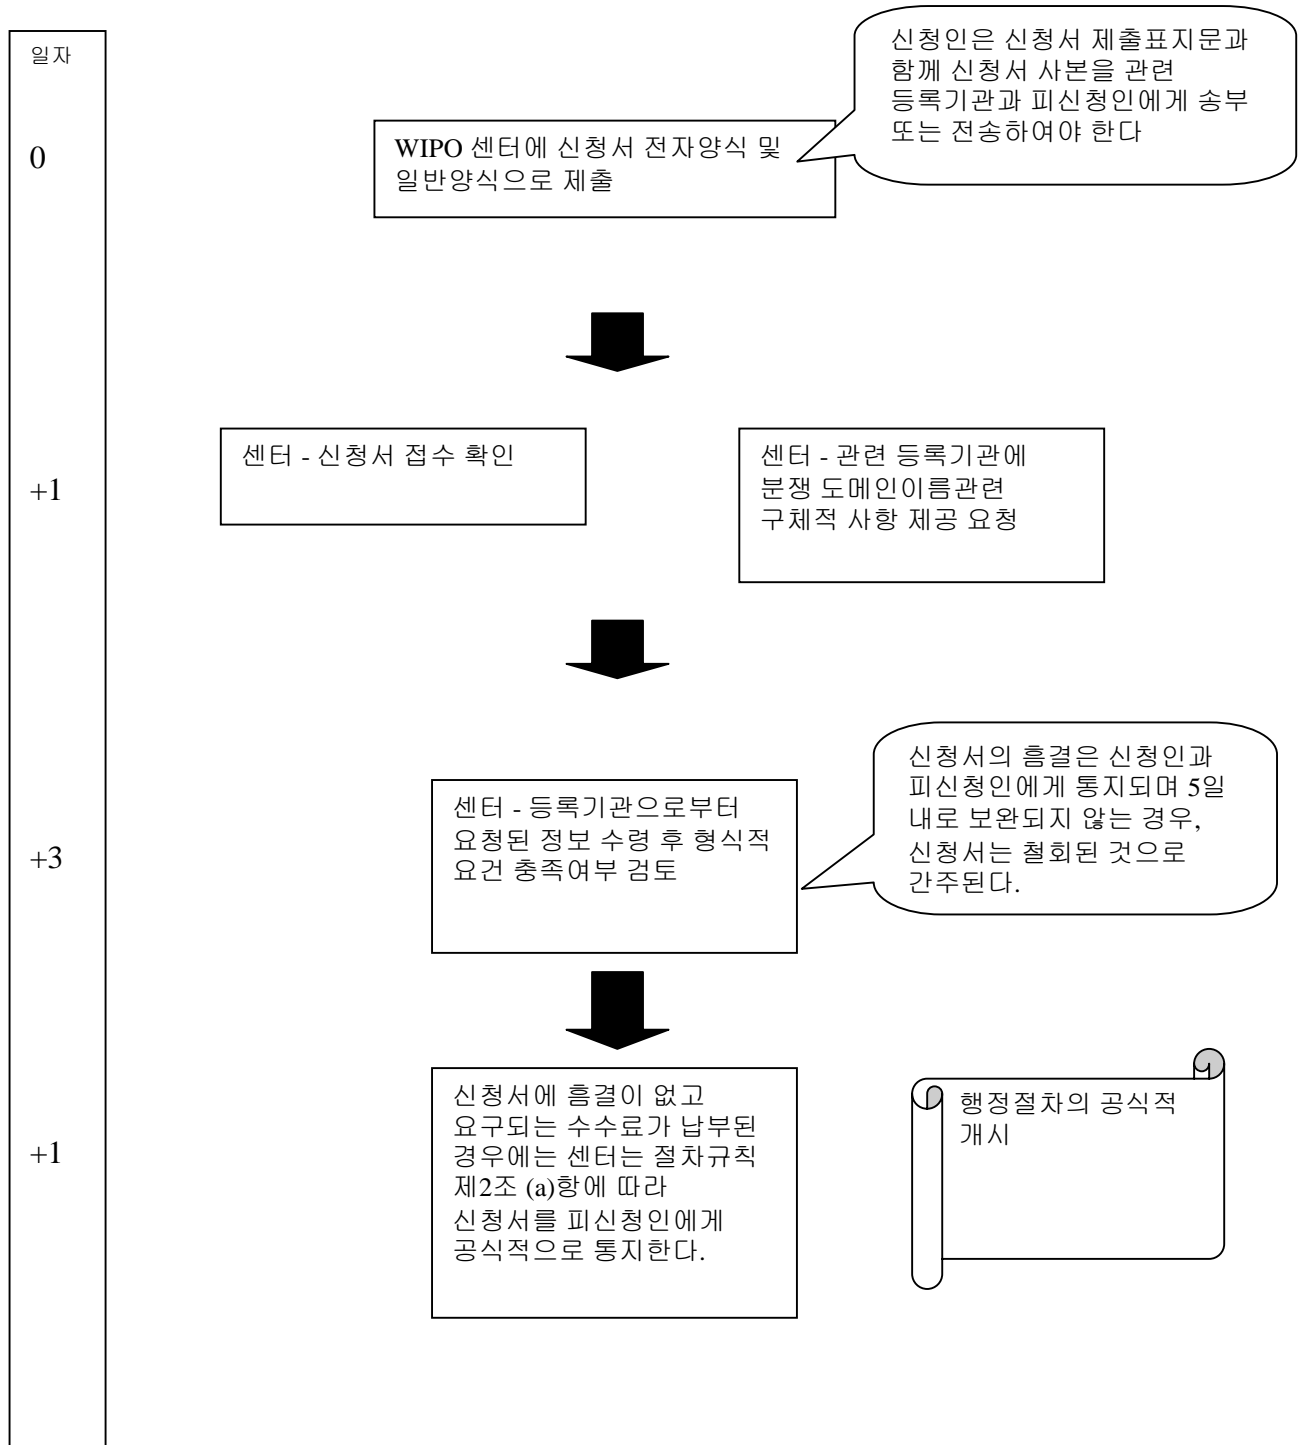 일자
신청인은 신청서 제출표지문과
함께 신청서 사본을 관련
등록기관과 피신청인에게 송부
또는 전송하여야 한다
0
WIPO 센터에 신청서 전자양식 및
일반양식으로 제출
+1
센터 - 신청서 접수 확인
센터 - 관련 등록기관에
분쟁 도메인이름관련
구체적 사항 제공 요청
+3
센터 - 등록기관으로부터
요청된 정보 수령 후 형식적
요건 충족여부 검토
신청서의 흠결은 신청인과
피신청인에게 통지되며 5일
내로 보완되지 않는 경우,
신청서는 철회된 것으로
간주된다.
+1
신청서에 흠결이 없고
요구되는 수수료가 납부된
경우에는 센터는 절차규칙
제2조 (a)항에 따라
신청서를 피신청인에게
공식적으로 통지한다.
행정절차의 공식적
개시